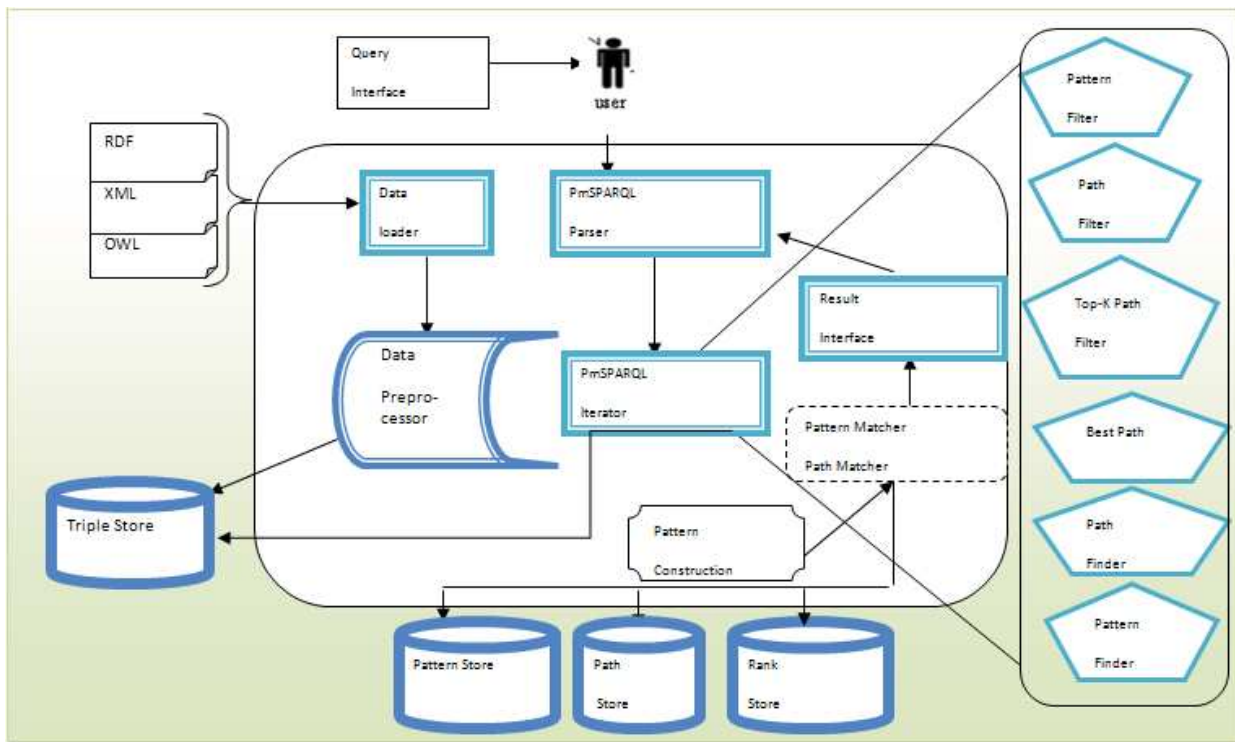 Query
Interface
user
RDF
XML
OWL
Data
loader
PmSPARQL
Parser
Result
Interface
Data
Prepro-
cessor
PmSPARQL
Iterator
Pattern Matcher
Path Matcher
Triple Store
Pattern
Construction
Pattern Store
Path
Store
Rank
Store
Pattern
Filter
Path
Filter
Top-K Path
Filter
Best Path
Path
Finder
Pattern
Finder